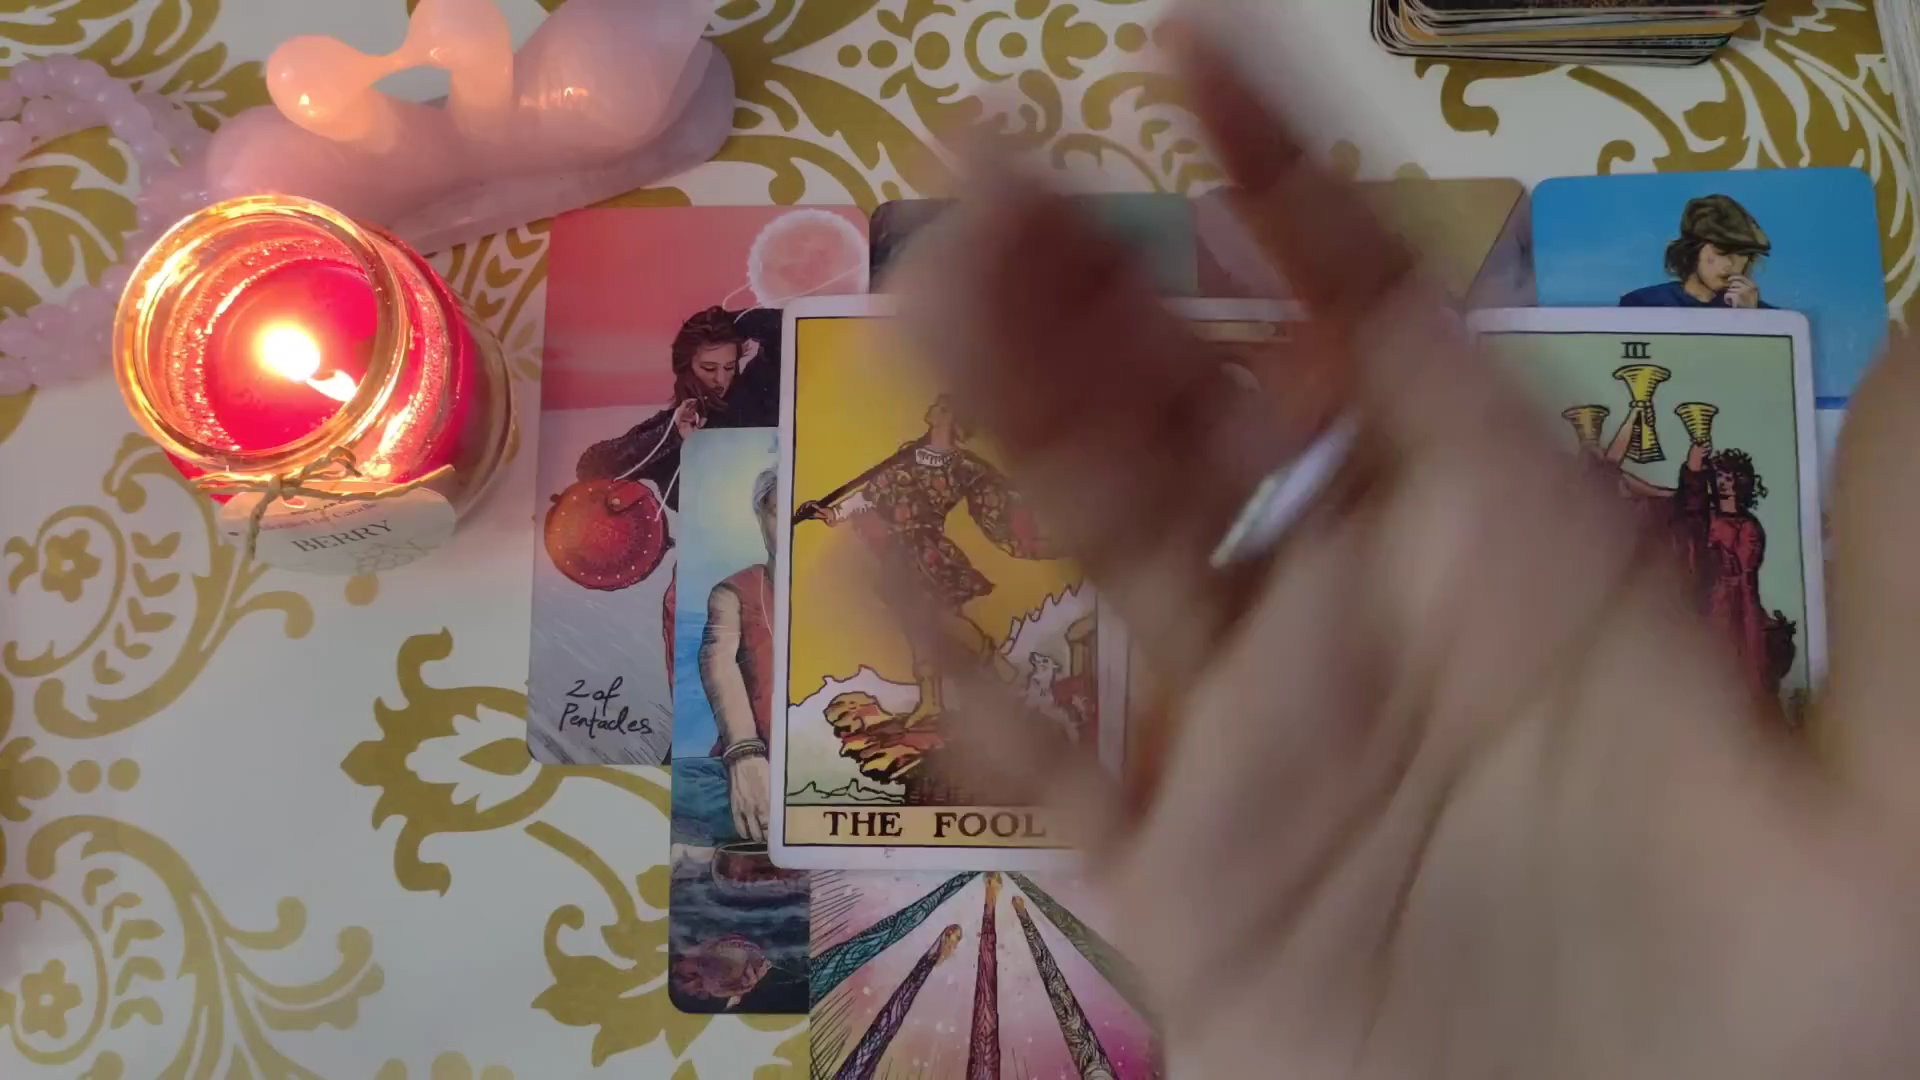 III
BERRY
2 of
Pentacles
THE FOOL